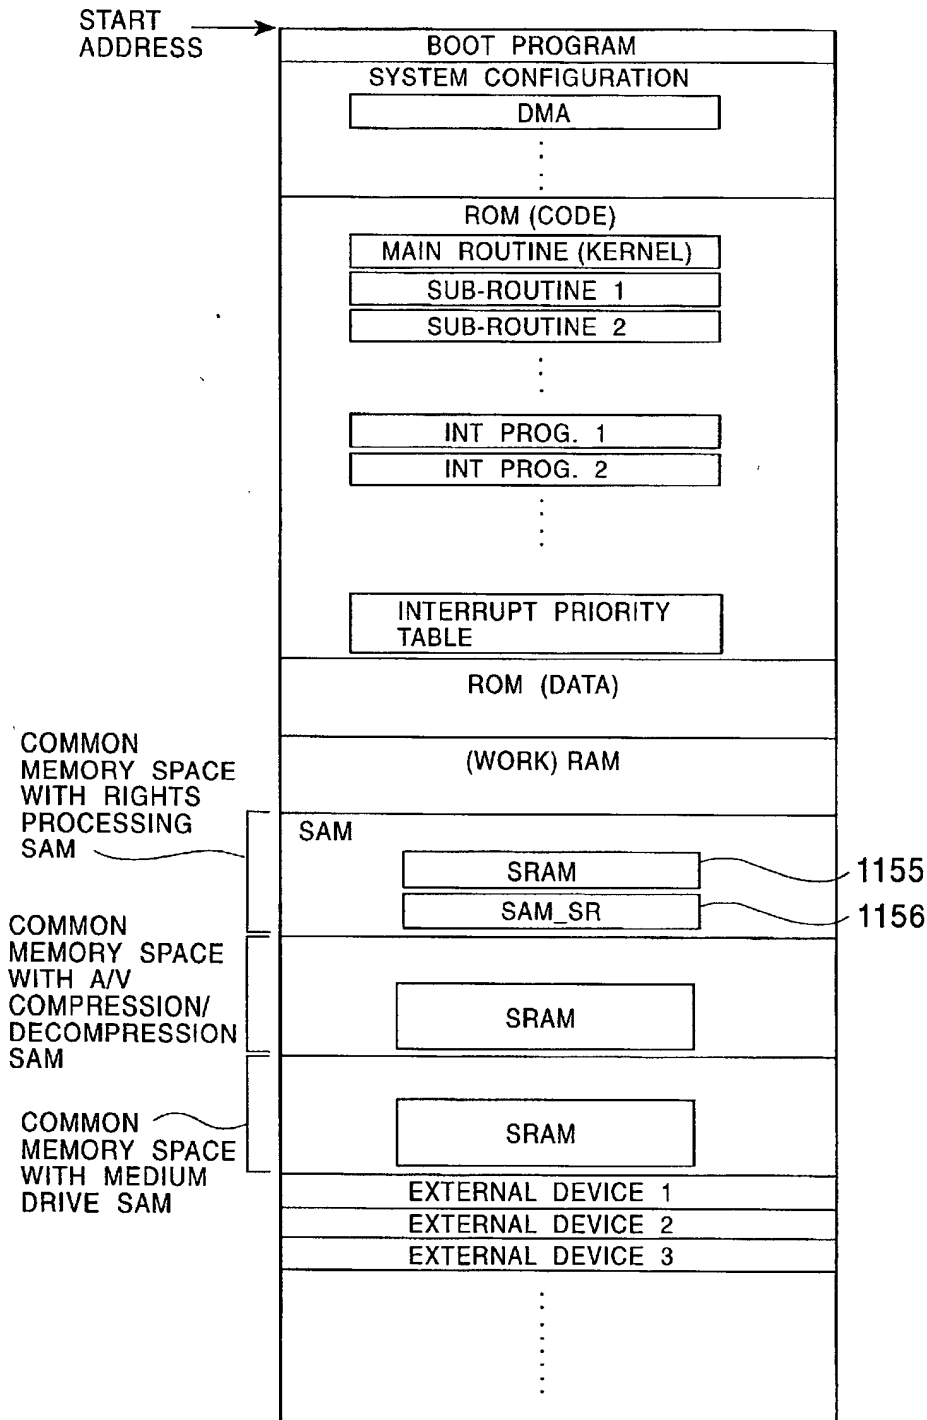 START
ADDRESS
BOOT PROGRAM
SYSTEM CONFIGURATION
DMA
ROM (CODE)
MAIN ROUTINE (KERNEL)
SUB-ROUTINE 1
SUB-ROUTINE 2
INT PROG. 1
INT PROG. 2
INTERRUPT PRIORITY
TABLE
ROM (DATA)
(WORK) RAM
COMMON
MEMORY SPACE
WITH RIGHTS
PROCESSING
SAM
SAM
SRAM
1155
SAM_SR
1156
COMMON
MEMORY SPACE
WITH A/V
COMPRESSION/
DECOMPRESSION
SAM
SRAM
COMMON
MEMORY SPACE
WITH MEDIUM
DRIVE SAM
SRAM
EXTERNAL DEVICE 1
EXTERNAL DEVICE 2
EXTERNAL DEVICE 3